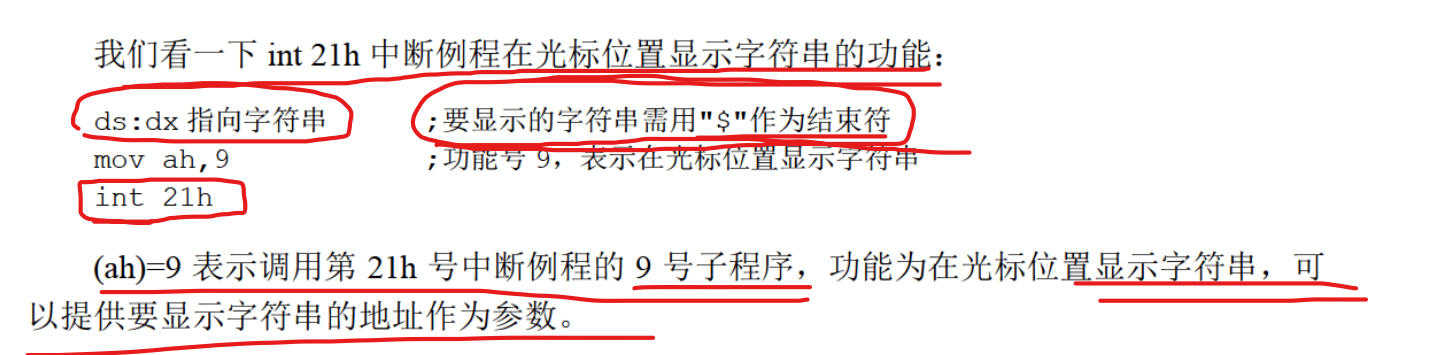 我们看一下 int 21h 中断例程在光标位置显示字符串的功能：
ds:dx 指向字符串 ;要显示的字符串需用"$"作为结束符
mov ah,9 ;功能号 9，表示在光标位置显示字符串
int 21h
(ah)=9 表示调用第 21h 号中断例程的 9 号子程序，功能为在光标位置显示字符串，可
以提供要显示字符串的地址作为参数。